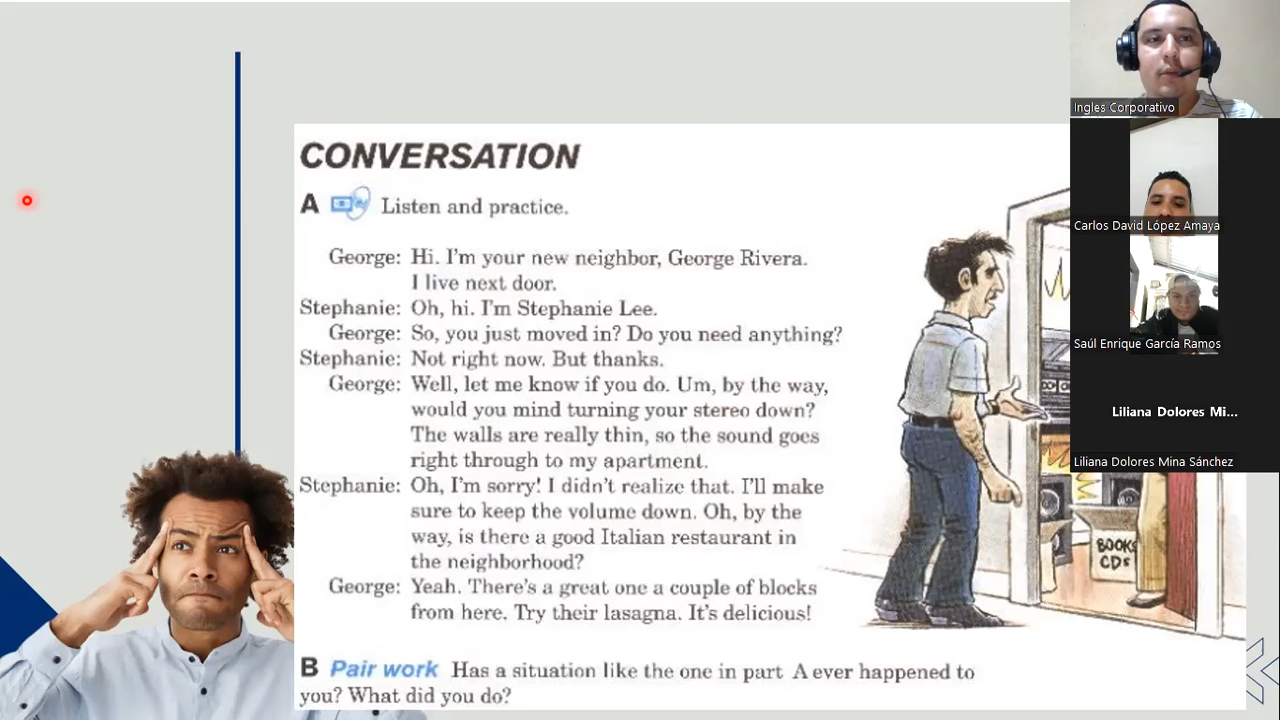 CONVERSATION
A Listen and practice.
George: Hi. I'm your new neighbor, George Rivera.
I live next door.
Stephanie: Oh, hi. I'm Stephanie Lee.
George: So, you just moved in? Do you need anything?
Stephanie: Not right now. But thanks.
George: Well, let me know if you do. Um, by the way,
would you mind turning your stereo down?
The walls are really thin, so the sound goes
right through to my apartment.
Stephanie: Oh, I'm sorry! I didn't realize that. I'll make
sure to keep the volume down. Oh, by the
way, is there a good Italian restaurant in
the neighborhood?
George: Yeah. There's a great one a couple of blocks
from here. Try their lasagna. It's delicious!
B Pair work Has a situation like the one in part A ever happened to
you? What did you do?
BOOKS
CDs
Ingles Corporativo
Carlos David López Amaya
Saúl Enrique García Ramos
Liliana Dolores Mi...
Liliana Dolores Mina Sánchez